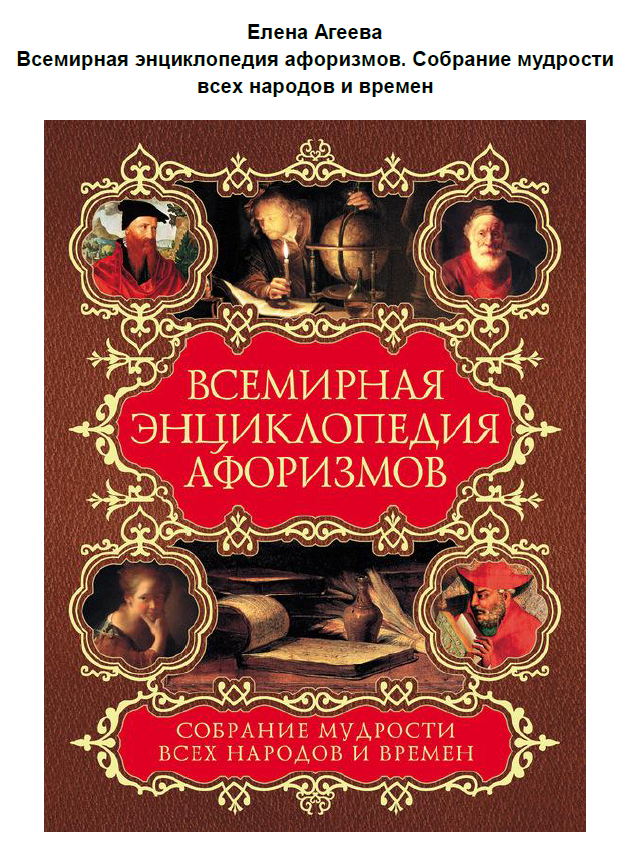 Елена Агеева
Всемирная энциклопедия афоризмов. Собрание мудрости
всех народов и времен
ВСЕМИРНАЯ
ЭНЦИКЛОПЕДИЯ
АФОРИЗМОВ
СОБРАНИЕ МУДРОСТИ
ВСЕХ НАРОДОВ И ВРЕМЕН